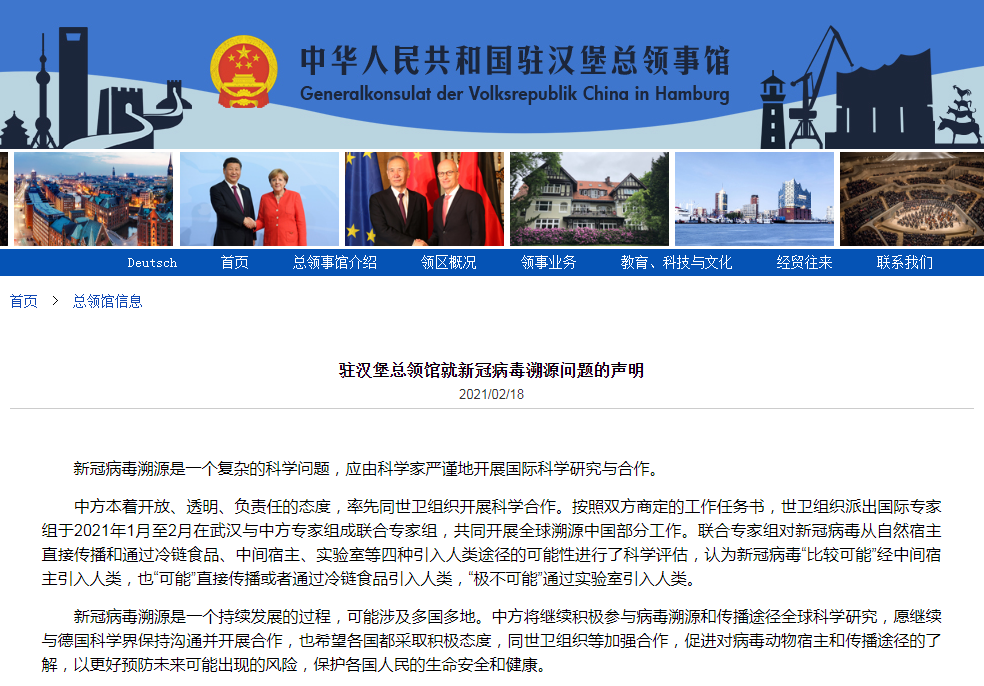 中华人民共和国驻汉堡总领事馆
Generalkonsulat der Volksrepublik China in Hamburg
Deutsch 首页 总领事馆介绍 领区概况 领事业务 教育、科技与文化 经贸往来 联系我们
首页 > 总领馆信息
驻汉堡总领馆就新冠病毒溯源问题的声明
2021/02/18
新冠病毒溯源是一个复杂的科学问题，应由科学家严谨地开展国际科学研究与合作。
中方本着开放、透明、负责任的态度，率先同世卫组织开展科学合作。按照双方商定的工作任务书，世卫组织派出国际专家
组于2021年1月至2月在武汉与中方专家组成联合专家组，共同开展全球溯源中国部分工作。联合专家组对新冠病毒从自然宿主
直接传播和通过冷链食品、中间宿主、实验室等四种引入人类途径的可能性进行了科学评估，认为新冠病毒“比较可能”经中间宿
主引入人类，也“可能”直接传播或者通过冷链食品引入人类，“极不可能”通过实验室引入人类。
新冠病毒溯源是一个持续发展的过程，可能涉及多国多地。中方将继续积极参与病毒溯源和传播途径全球科学研究，愿继续
与德国科学界保持沟通并开展合作，也希望各国都采取积极态度，同世卫组织等加强合作，促进对病毒动物宿主和传播途径的了
解，以更好预防未来可能出现的风险，保护各国人民的生命安全和健康。